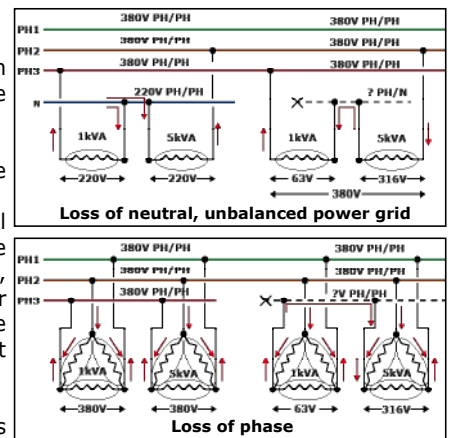 380V PH/PH 380V PH/PH
PH1
380V PH/PH 380V PH/PH
PH2
380V PH/PH 380V PH/PH
PH3
220V PH/PH ? PH/N
N
1kVA 5kVA 1kVA 5kVA
220V 220V 63V 316V
380V
Loss of neutral, unbalanced power grid
380V PH/PH 380V PH/PH
PH1
380V PH/PH 380V PH/PH
PH2
380V PH/PH ?V PH/PH
PH3
1kVA 5kVA 1kVA 5kVA
380V 380V 63V 316V
Loss of phase